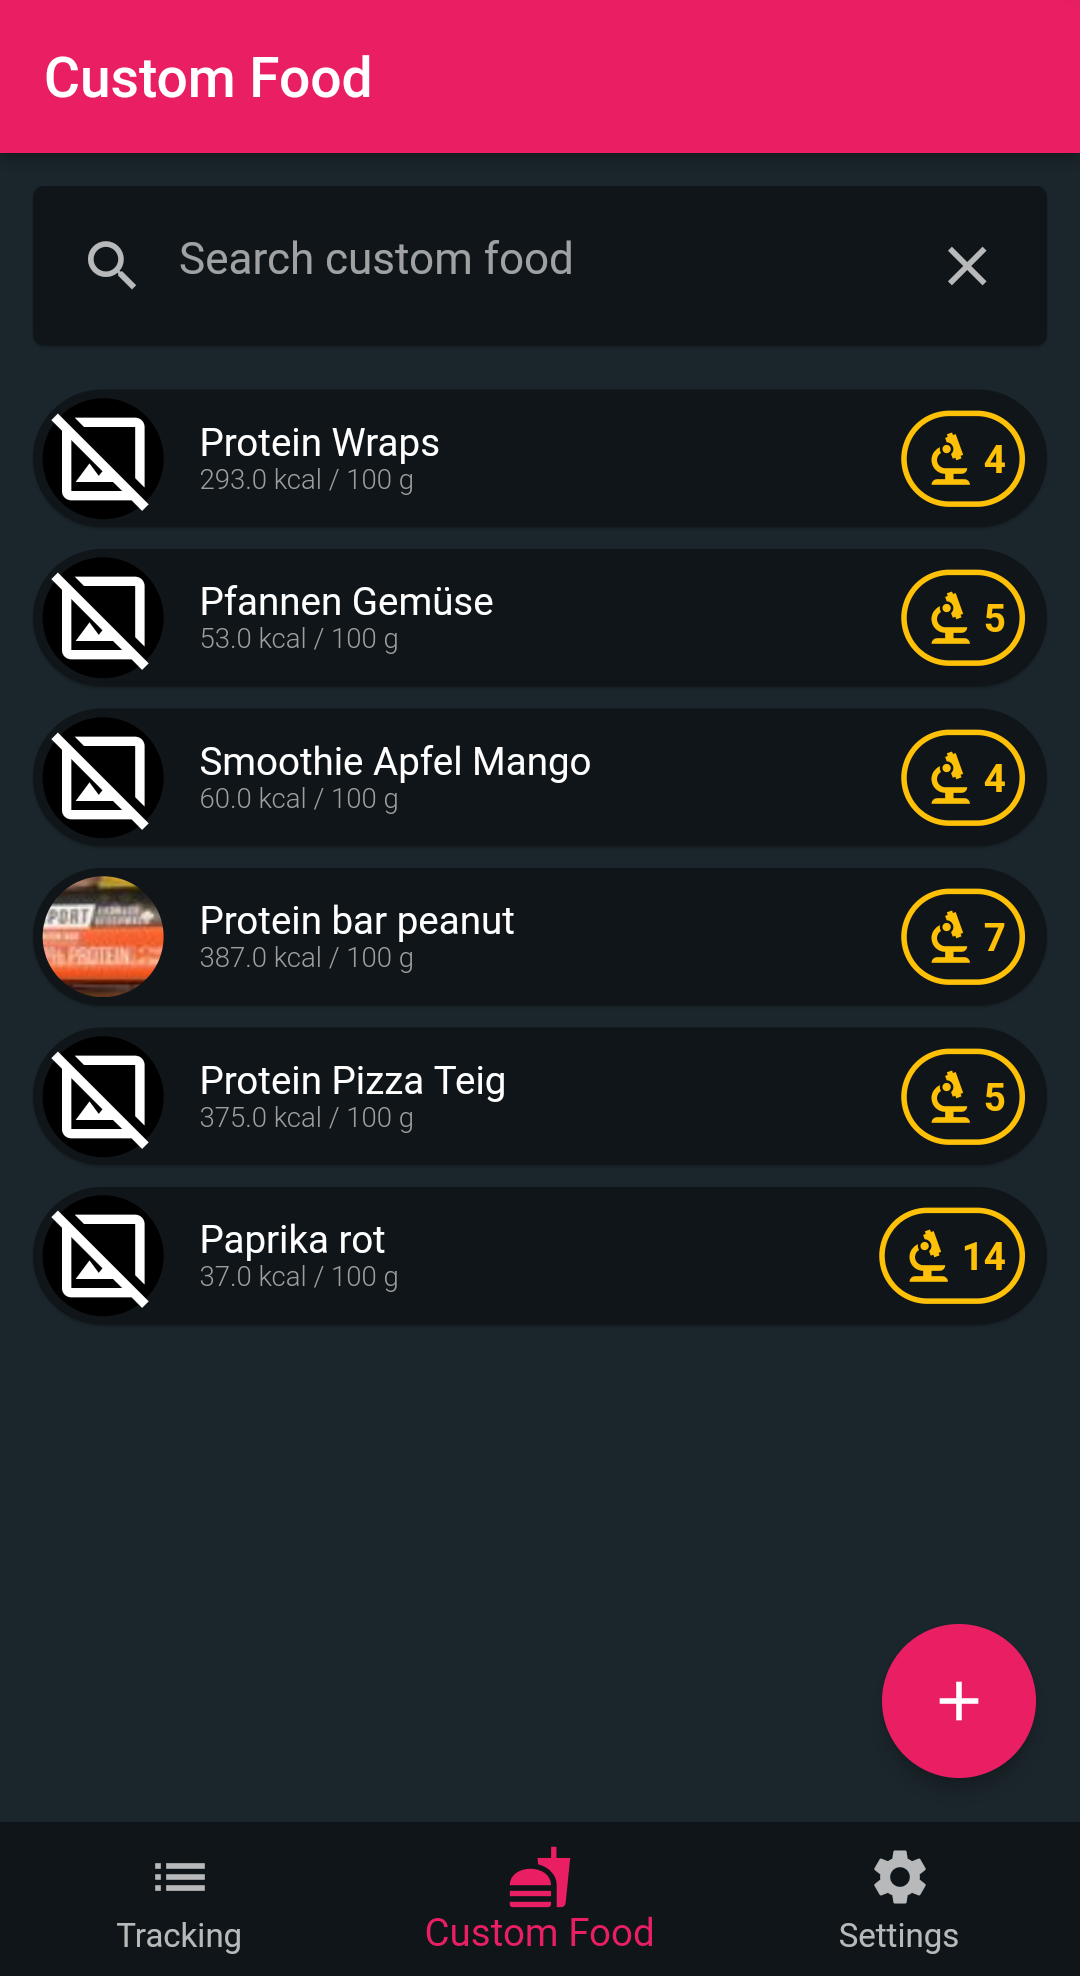 Custom Food
Search custom food
Protein Wraps
293.0 kcal / 100 g
4
Pfannen Gemüse
53.0 kcal / 100 g
5
Smoothie Apfel Mango
60.0 kcal / 100 g
4
PORT
PROTEIN
Protein bar peanut
387.0 kcal / 100 g
7
Protein Pizza Teig
375.0 kcal / 100 g
5
Paprika rot
37.0 kcal / 100 g
14
Tracking
Custom Food
Settings